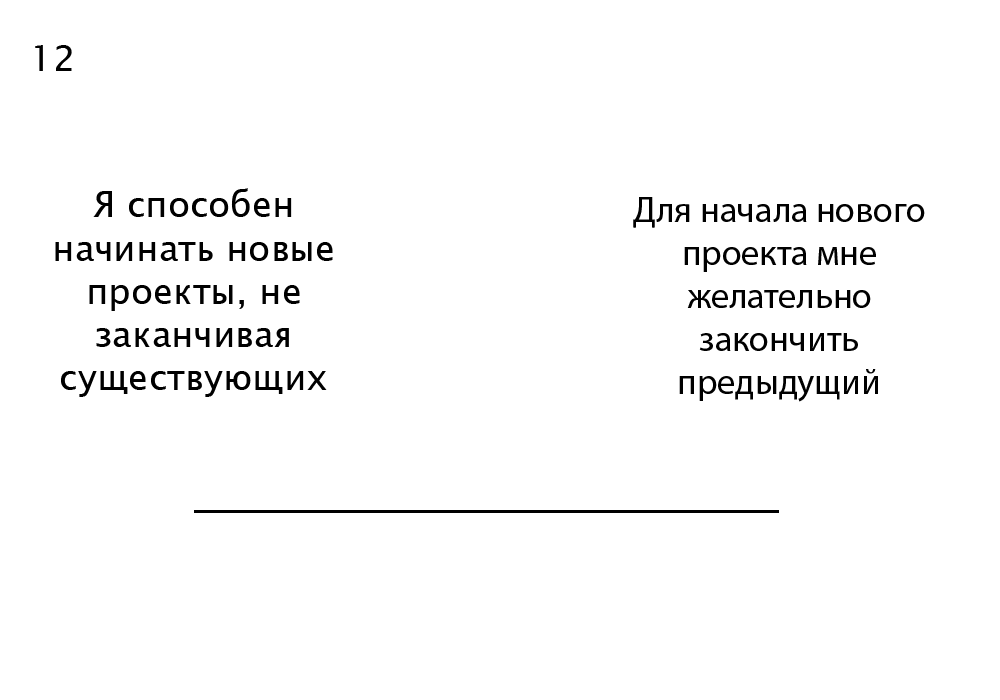 12
Я способен
начинать новые
проекты, не
заканчивая
существующих
Для начала нового
проекта мне
желательно
закончить
предыдущий